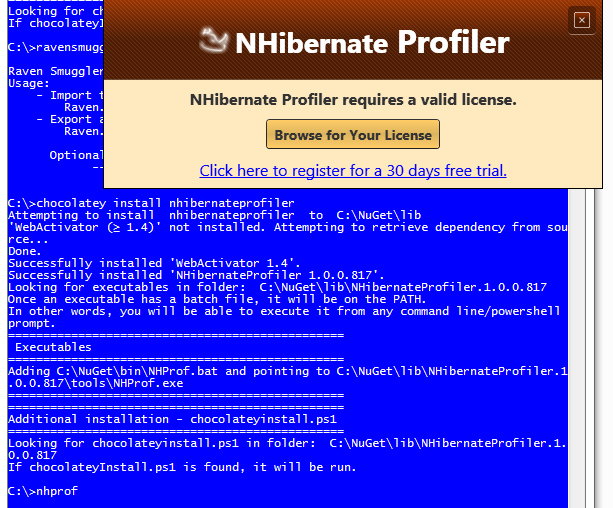 Looking for ch
If chocolateyI
C:\>ravensmugg
Raven Smuggler
Usage:
- Import t
Raven.
- Export a
Raven.
Optional
--
NHibernate Profiler
NHibernate Profiler requires a valid license.
Browse for Your License
Click here to register for a 30 days free trial.
C:\>chocolatey install nhibernateprofiler
Attempting to install  nhibernateprofiler  to  C:\NuGet\lib
'WebActivator (≥ 1.4)' not installed. Attempting to retrieve dependency from sou
rce...
Done.
Successfully installed 'WebActivator 1.4'.
Successfully installed 'NHibernateProfiler 1.0.0.817'.
Looking for executables in folder:  C:\NuGet\lib\NHibernateProfiler.1.0.0.817
Once an executable has a batch file, it will be on the PATH.
In other words, you will be able to execute it from any command line/powershell
prompt.
================================================
Executables
================================================
Adding C:\NuGet\bin\NHProf.bat and pointing to C:\NuGet\lib\NHibernateProfiler.1
.0.0.817\tools\NHProf.exe
================================================
================================================
Additional installation - chocolateyinstall.ps1
================================================
Looking for chocolateyinstall.ps1 in folder:  C:\NuGet\lib\NHibernateProfiler.1.
0.0.817
If chocolateyInstall.ps1 is found, it will be run.
C:\>nhprof